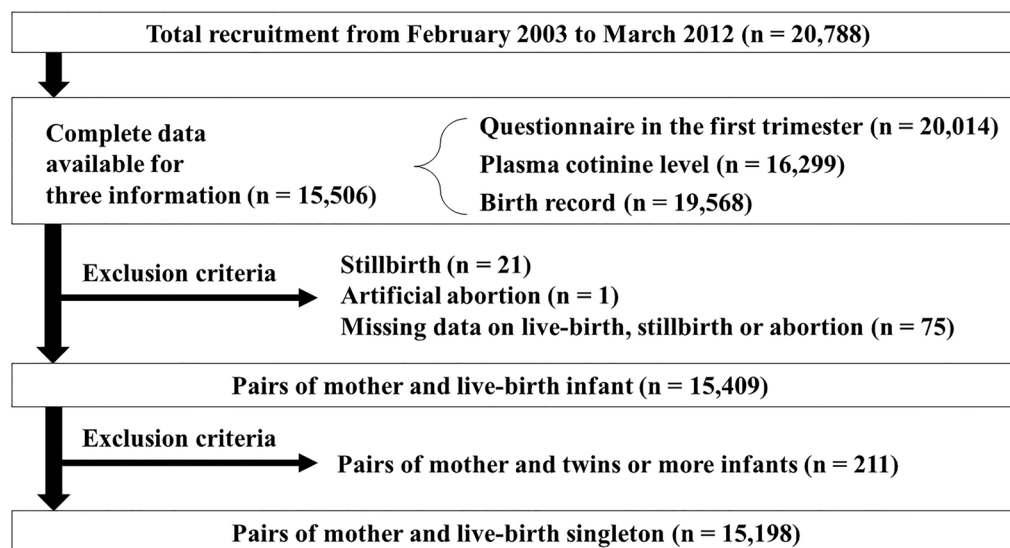 Total recruitment from February 2003 to March 2012 (n = 20,788)
Complete data
available for
three information (n = 15,506)
Questionnaire in the first trimester (n = 20,014)
Plasma cotinine level (n = 16,299)
Birth record (n = 19,568)
Exclusion criteria
Stillbirth (n = 21)
Artificial abortion (n = 1)
Missing data on live-birth, stillbirth or abortion (n = 75)
Pairs of mother and live-birth infant (n = 15,409)
Exclusion criteria
Pairs of mother and twins or more infants (n = 211)
Pairs of mother and live-birth singleton (n = 15,198)